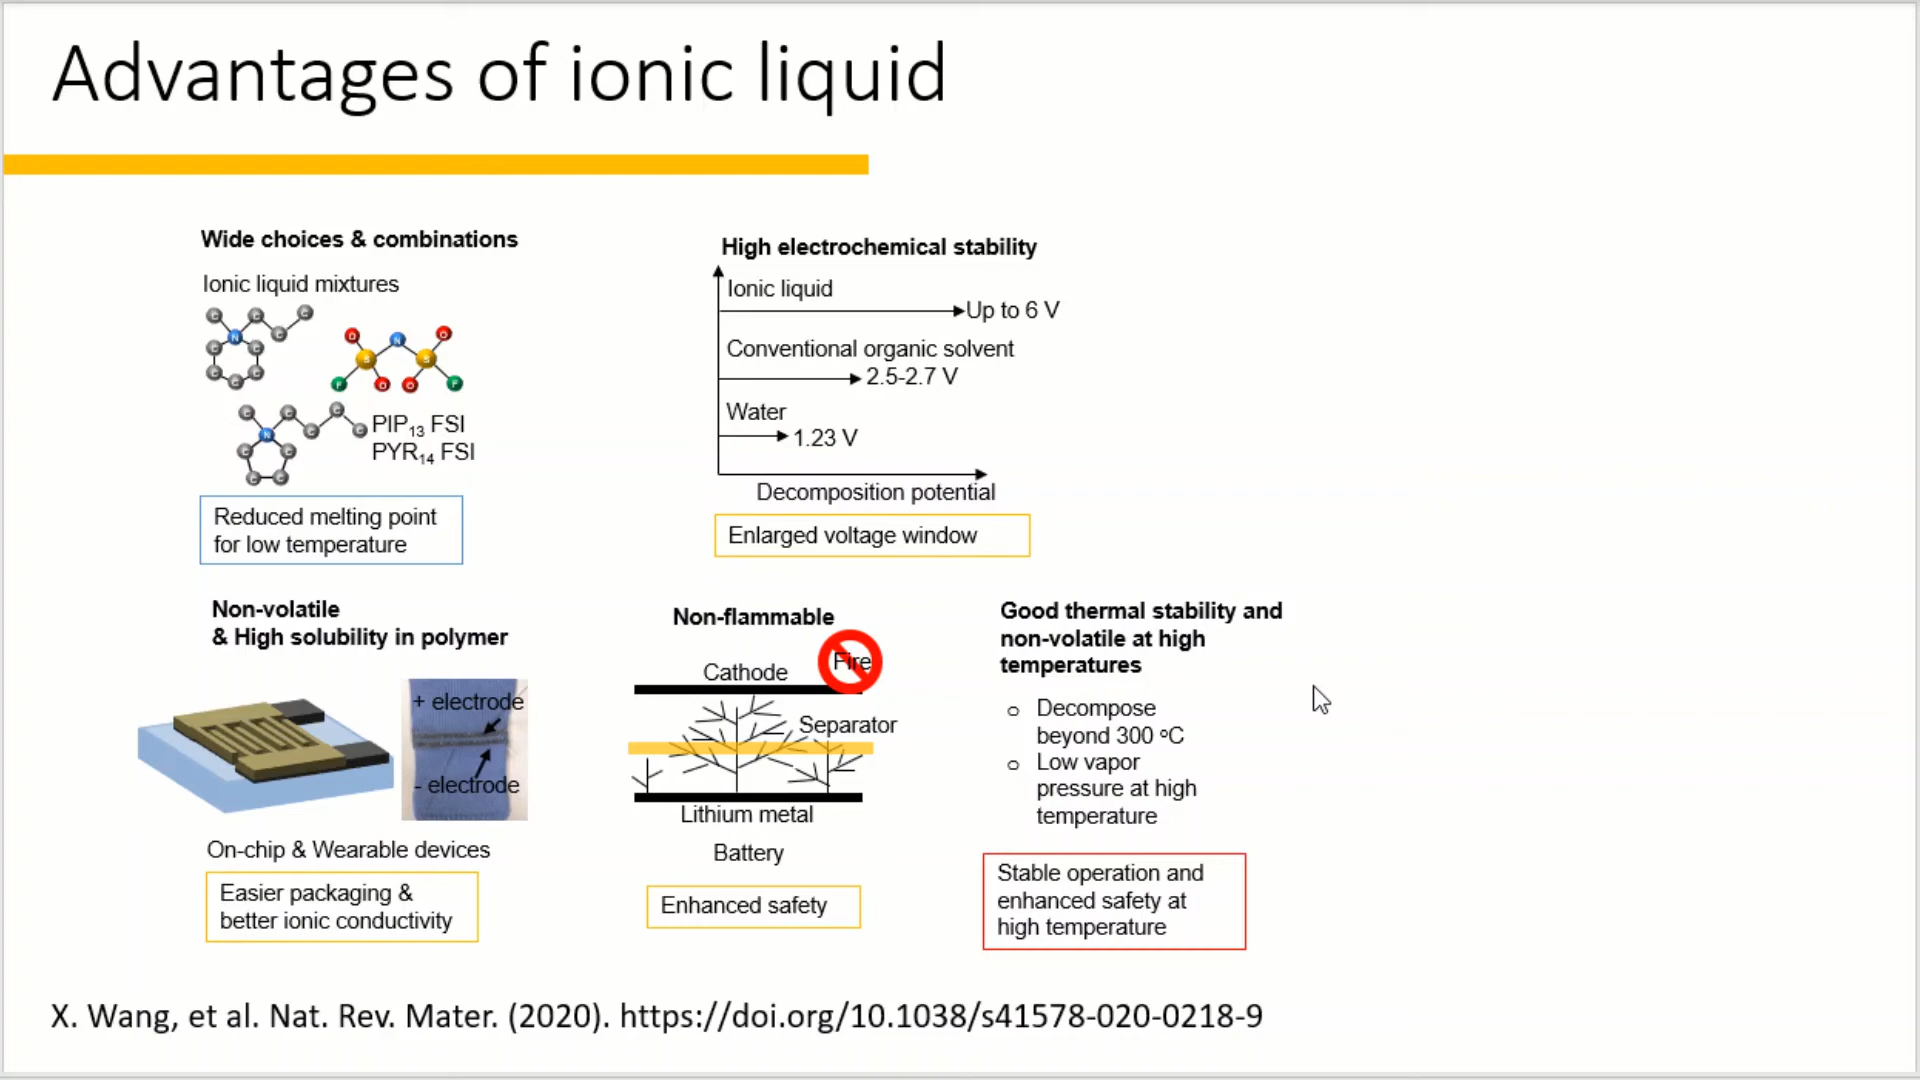 Advantages of ionic liquid
Wide choices & combinations
Ionic liquid mixtures
PIP13 FSI
PYR14 FSI
Reduced melting point
for low temperature
High electrochemical stability
Ionic liquid
Up to 6 V
Conventional organic solvent
2.5-2.7 V
Water
1.23 V
Decomposition potential
Enlarged voltage window
Non-volatile
& High solubility in polymer
+ electrode
- electrode
On-chip & Wearable devices
Easier packaging &
better ionic conductivity
Non-flammable
Fire
Cathode
Separator
Lithium metal
Battery
Enhanced safety
Good thermal stability and
non-volatile at high
temperatures
o Decompose
beyond 300 ºC
o Low vapor
pressure at high
temperature
Stable operation and
enhanced safety at
high temperature
X. Wang, et al. Nat. Rev. Mater. (2020). https://doi.org/10.1038/s41578-020-0218-9